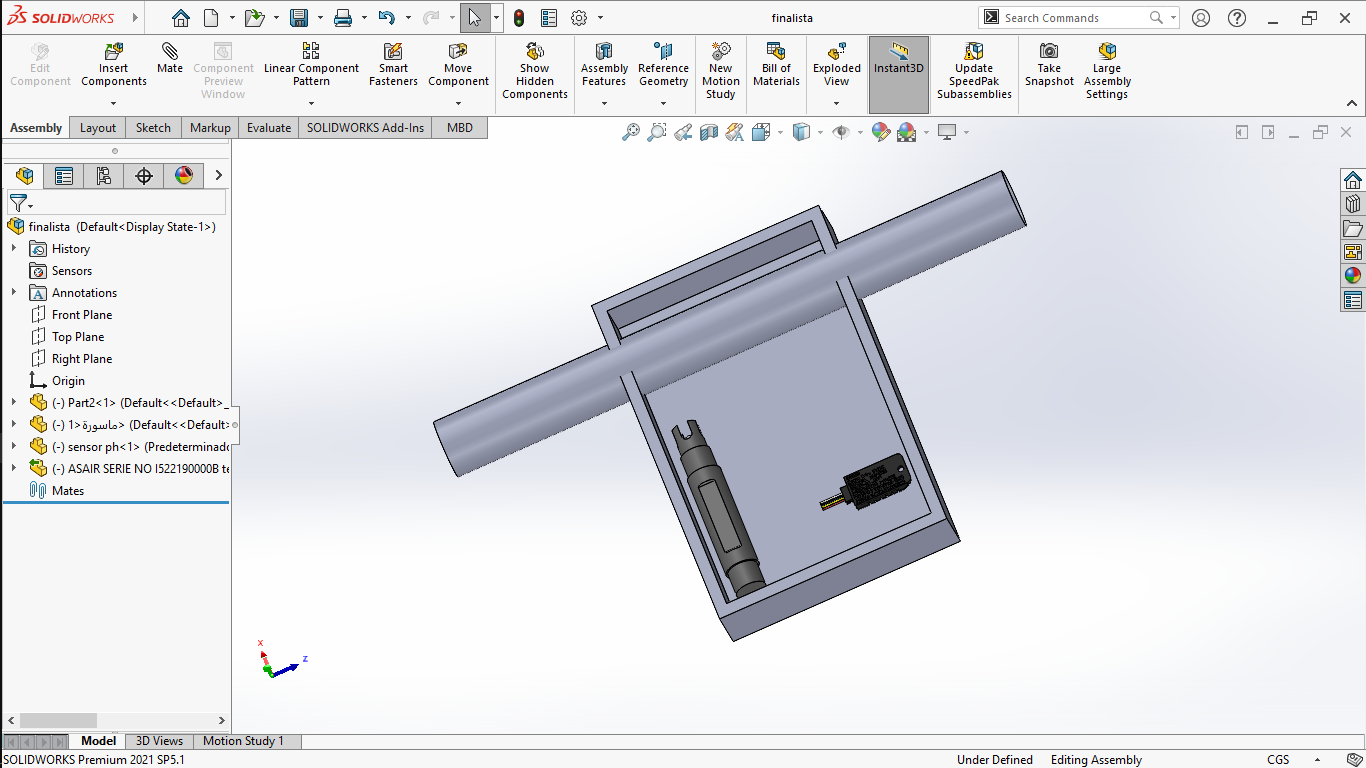 SOLIDWORKS
finalista
Search Commands
Edit Component
Insert Components
Mate
Component Preview Window
Linear Component Pattern
Smart Fasteners
Move Component
Show Hidden Components
Assembly Features
Reference Geometry
New Motion Study
Bill of Materials
Exploded View
Instant3D
Update SpeedPak Subassemblies
Take Snapshot
Large Assembly Settings
Assembly
Layout
Sketch
Markup
Evaluate
SOLIDWORKS Add-Ins
MBD
finalista (Default<Display State-1>)
History
Sensors
Annotations
Front Plane
Top Plane
Right Plane
Origin
(-) Part2<1> (Default<<Default>_
(-) ماسورة<1> (Default<<Default>
(-) sensor ph<1> (Predeterminado
(-) ASAIR SERIE NO I522190000B te
Mates
x
z
Model
3D Views
Motion Study 1
SOLIDWORKS Premium 2021 SP5.1
Under Defined
Editing Assembly
CGS